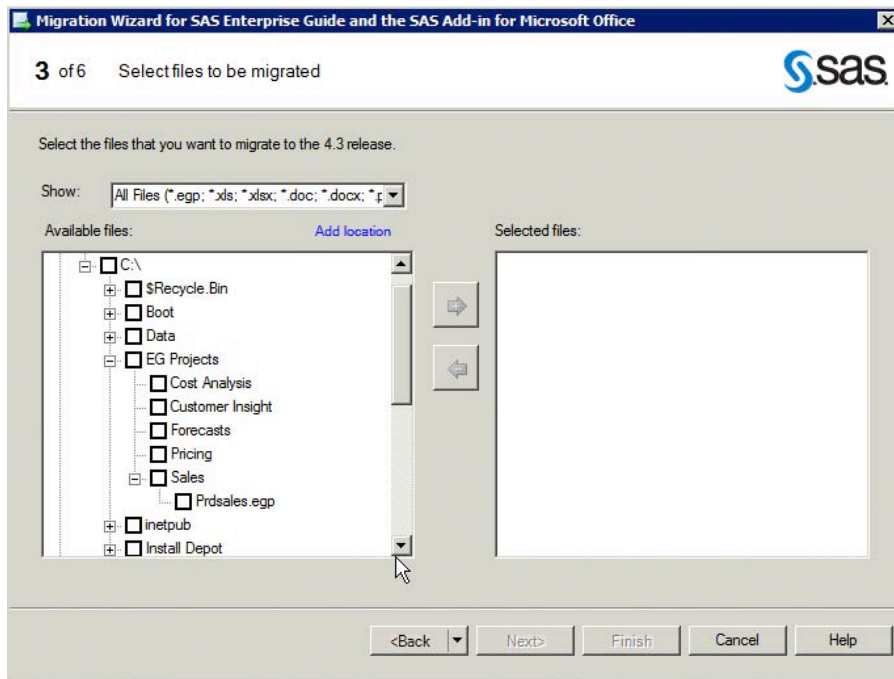 Migration Wizard for SAS Enterprise Guide and the SAS Add-in for Microsoft Office
3 of 6 Select files to be migrated
sas
Select the files that you want to migrate to the 4.3 release.
Show: All Files (*.egp; *.xls; *.xlsx; *.doc; *.docx; *.p
Available files: Add location Selected files:
C:\
$Recycle.Bin
Boot
Data
EG Projects
Cost Analysis
Customer Insight
Forecasts
Pricing
Sales
Prdsales.egp
inetpub
Install Depot
<Back Next> Finish Cancel Help